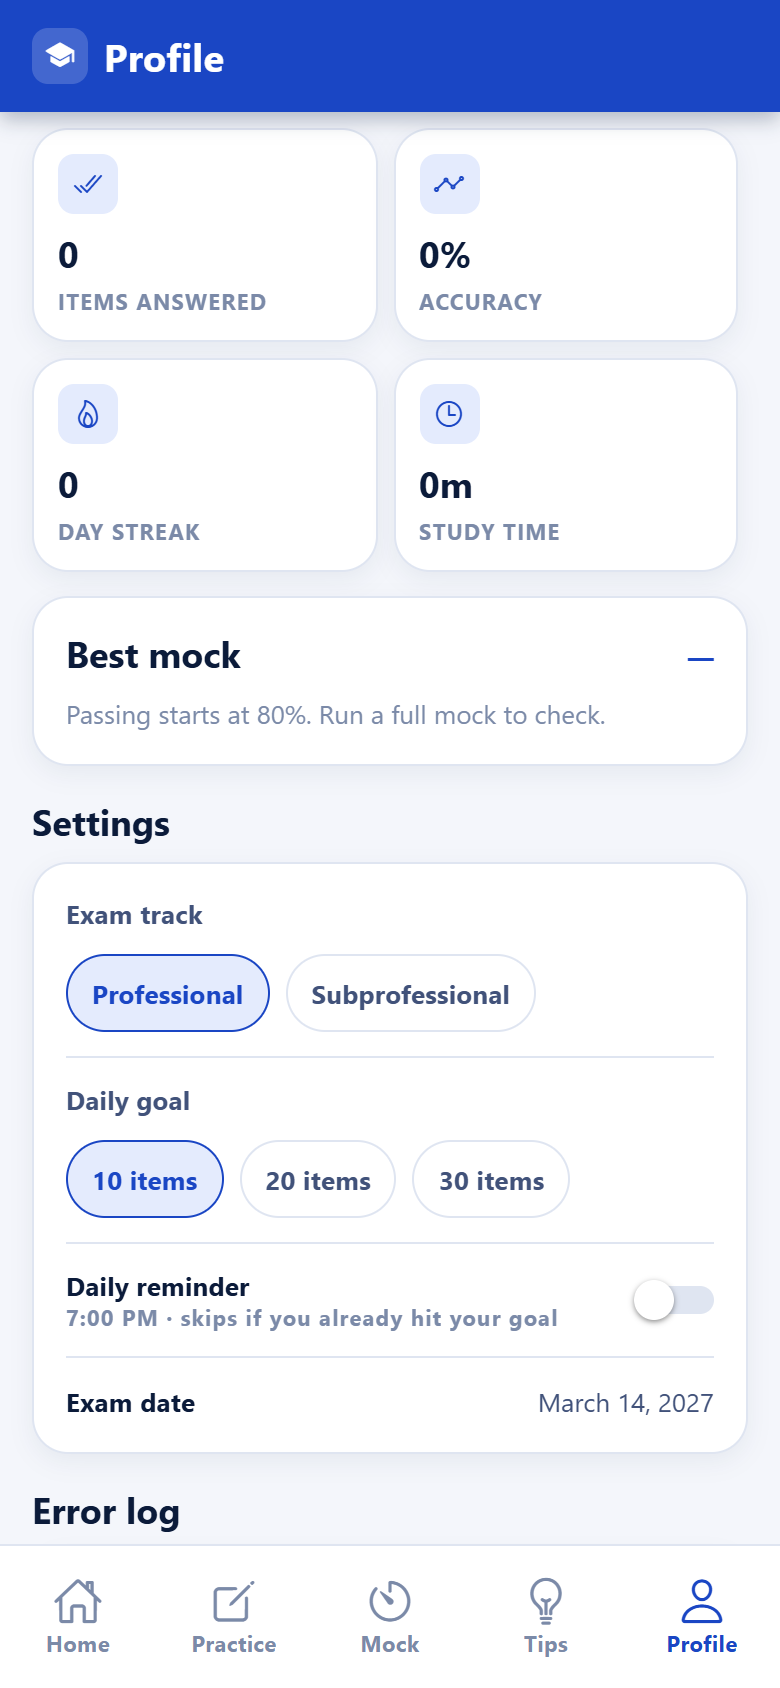 Profile
0
ITEMS ANSWERED
0%
ACCURACY
0
DAY STREAK
0m
STUDY TIME
Best mock
—
Passing starts at 80%. Run a full mock to check.
Settings
Exam track
Professional
Subprofessional
Daily goal
10 items
20 items
30 items
Daily reminder
7:00 PM · skips if you already hit your goal
Exam date
March 14, 2027
Error log
Home
Practice
Mock
Tips
Profile